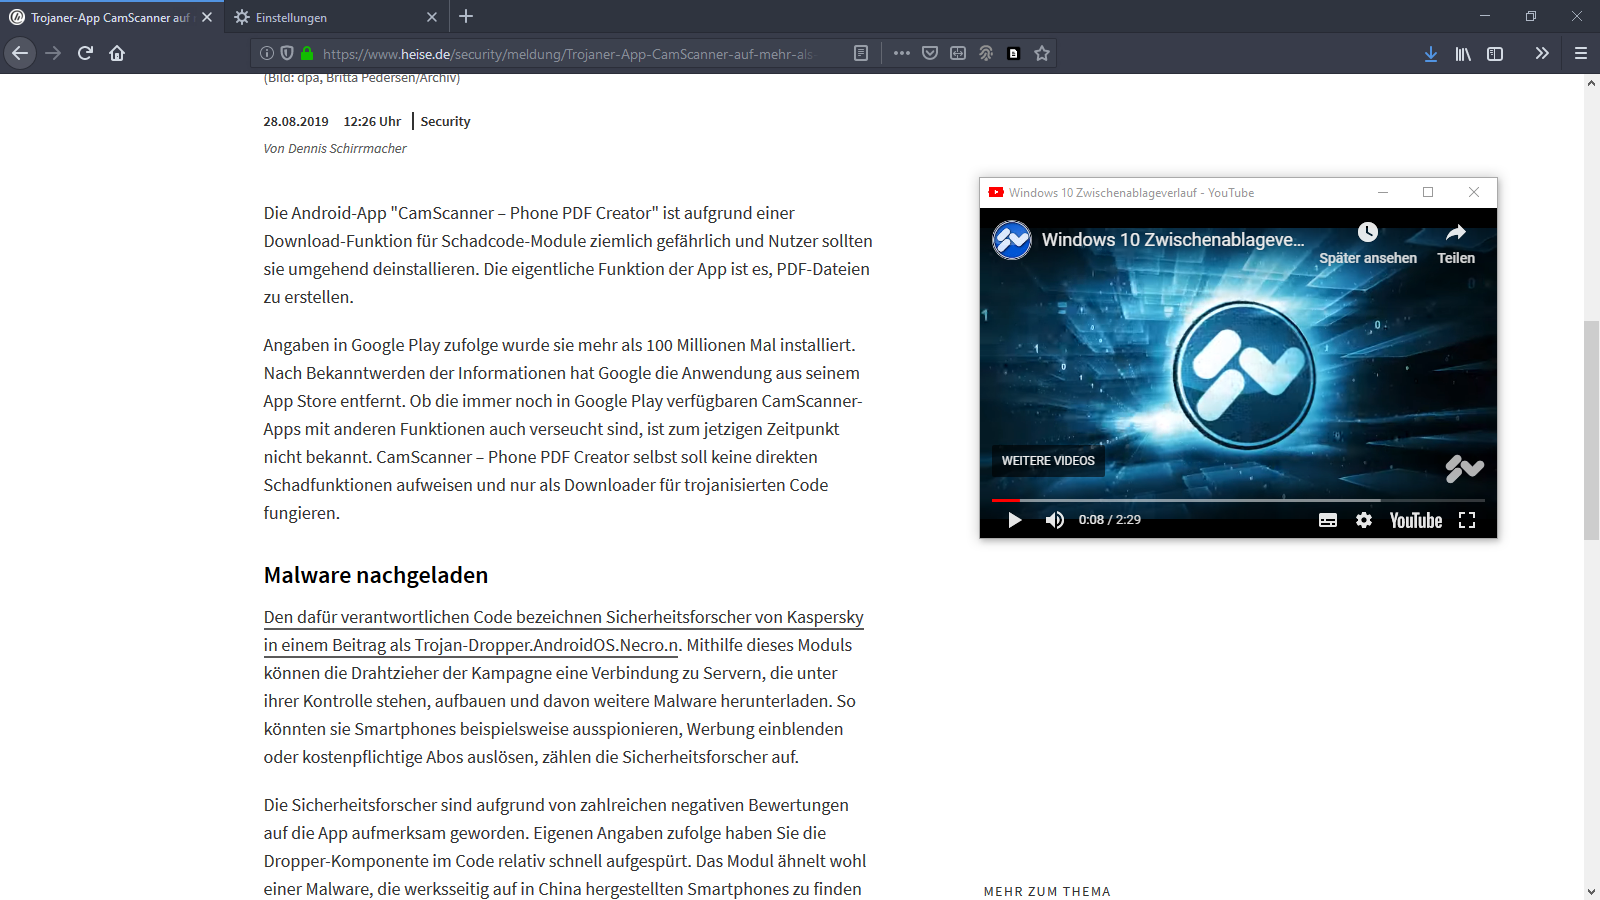 Trojaner-App CamScanner auf
Einstellungen
https://www.heise.de/security/meldung/Trojaner-App-CamScanner-auf-mehr-als
(Bild: dpa, Britta Pedersen/Archiv)
28.08.2019 12:26 Uhr | Security
Von Dennis Schirrmacher
Die Android-App "CamScanner – Phone PDF Creator" ist aufgrund einer
Download-Funktion für Schadcode-Module ziemlich gefährlich und Nutzer sollten
sie umgehend deinstallieren. Die eigentliche Funktion der App ist es, PDF-Dateien
zu erstellen.
Angaben in Google Play zufolge wurde sie mehr als 100 Millionen Mal installiert.
Nach Bekanntwerden der Informationen hat Google die Anwendung aus seinem
App Store entfernt. Ob die immer noch in Google Play verfügbaren CamScanner-
Apps mit anderen Funktionen auch verseucht sind, ist zum jetzigen Zeitpunkt
nicht bekannt. CamScanner – Phone PDF Creator selbst soll keine direkten
Schadfunktionen aufweisen und nur als Downloader für trojanisierten Code
fungieren.
Malware nachgeladen
Den dafür verantwortlichen Code bezeichnen Sicherheitsforscher von Kaspersky
in einem Beitrag als Trojan-Dropper.AndroidOS.Necro.n. Mithilfe dieses Moduls
können die Drahtzieher der Kampagne eine Verbindung zu Servern, die unter
ihrer Kontrolle stehen, aufbauen und davon weitere Malware herunterladen. So
könnten sie Smartphones beispielsweise ausspionieren, Werbung einblenden
oder kostenpflichtige Abos auslösen, zählen die Sicherheitsforscher auf.
Die Sicherheitsforscher sind aufgrund von zahlreichen negativen Bewertungen
auf die App aufmerksam geworden. Eigenen Angaben zufolge haben Sie die
Dropper-Komponente im Code relativ schnell aufgespürt. Das Modul ähnelt wohl
einer Malware, die werksseitig auf in China hergestellten Smartphones zu finden
Windows 10 Zwischenablageverlauf - YouTube
Windows 10 Zwischenablageve...
Später ansehen
Teilen
WEITERE VIDEOS
0:08 / 2:29
YouTube
MEHR ZUM THEMA